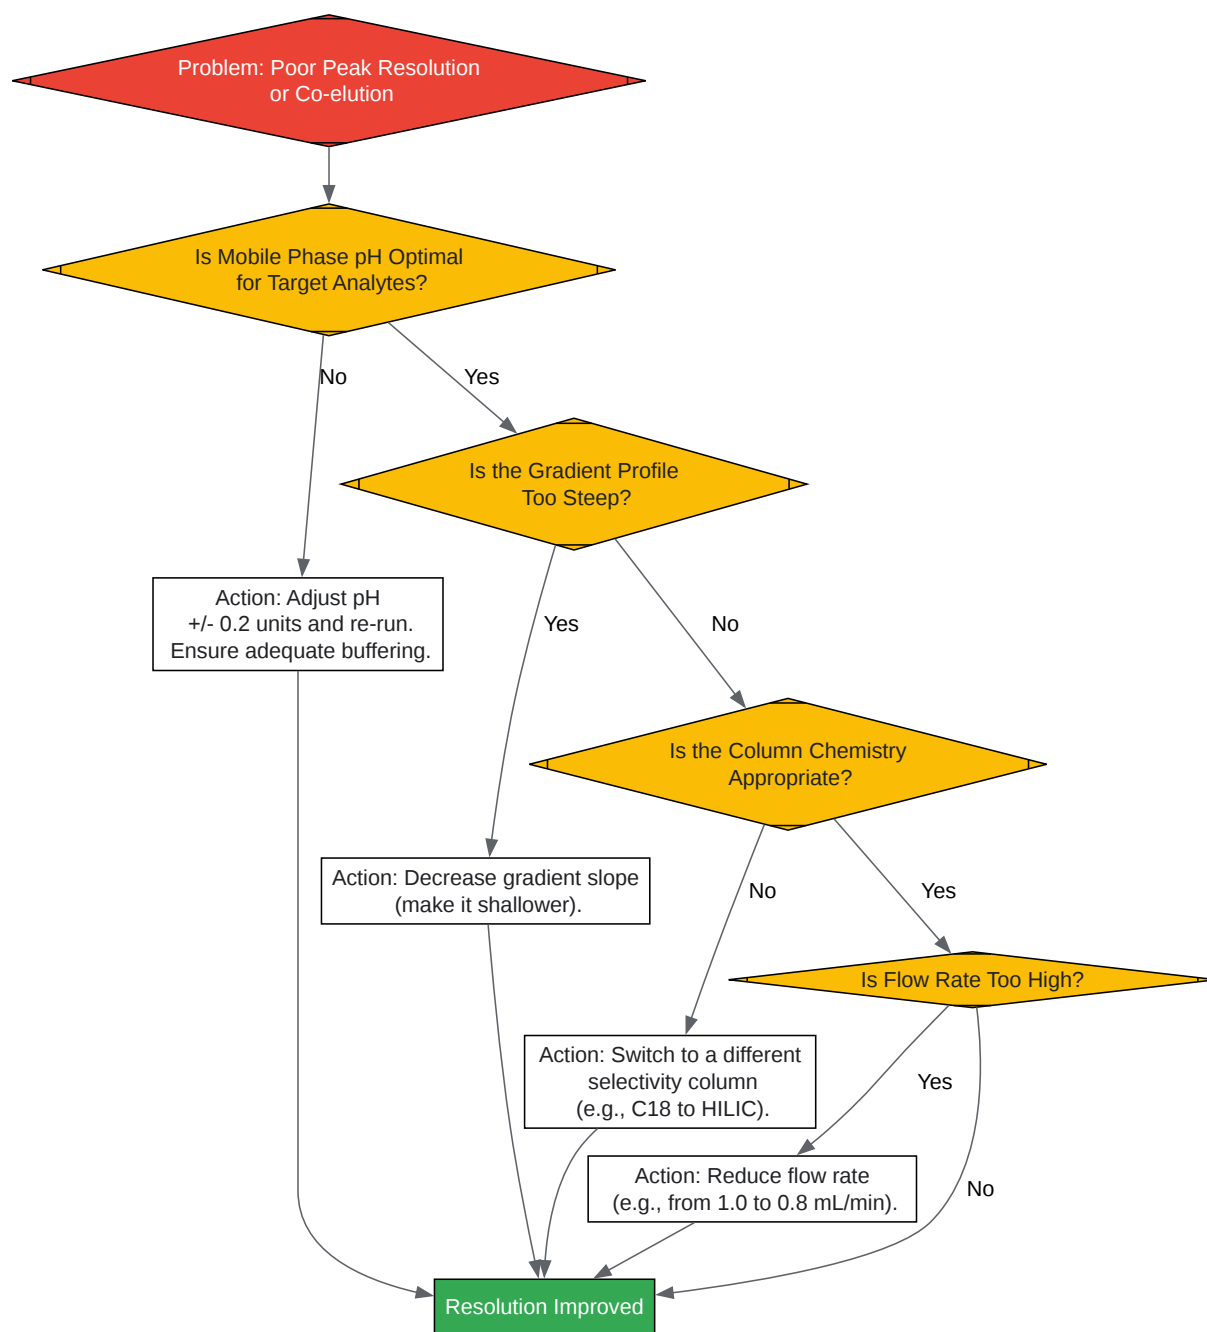 Problem: Poor Peak Resolution
or Co-elution
Is Mobile Phase pH Optimal
for Target Analytes?
No
Yes
Is the Gradient Profile
Too Steep?
Action: Adjust pH
+/- 0.2 units and re-run.
Ensure adequate buffering.
Yes
No
Is the Column Chemistry
Appropriate?
Action: Decrease gradient slope
(make it shallower).
No
Yes
Is Flow Rate Too High?
Action: Switch to a different
selectivity column
(e.g., C18 to HILIC).
Yes
Action: Reduce flow rate
(e.g., from 1.0 to 0.8 mL/min).
No
Resolution Improved